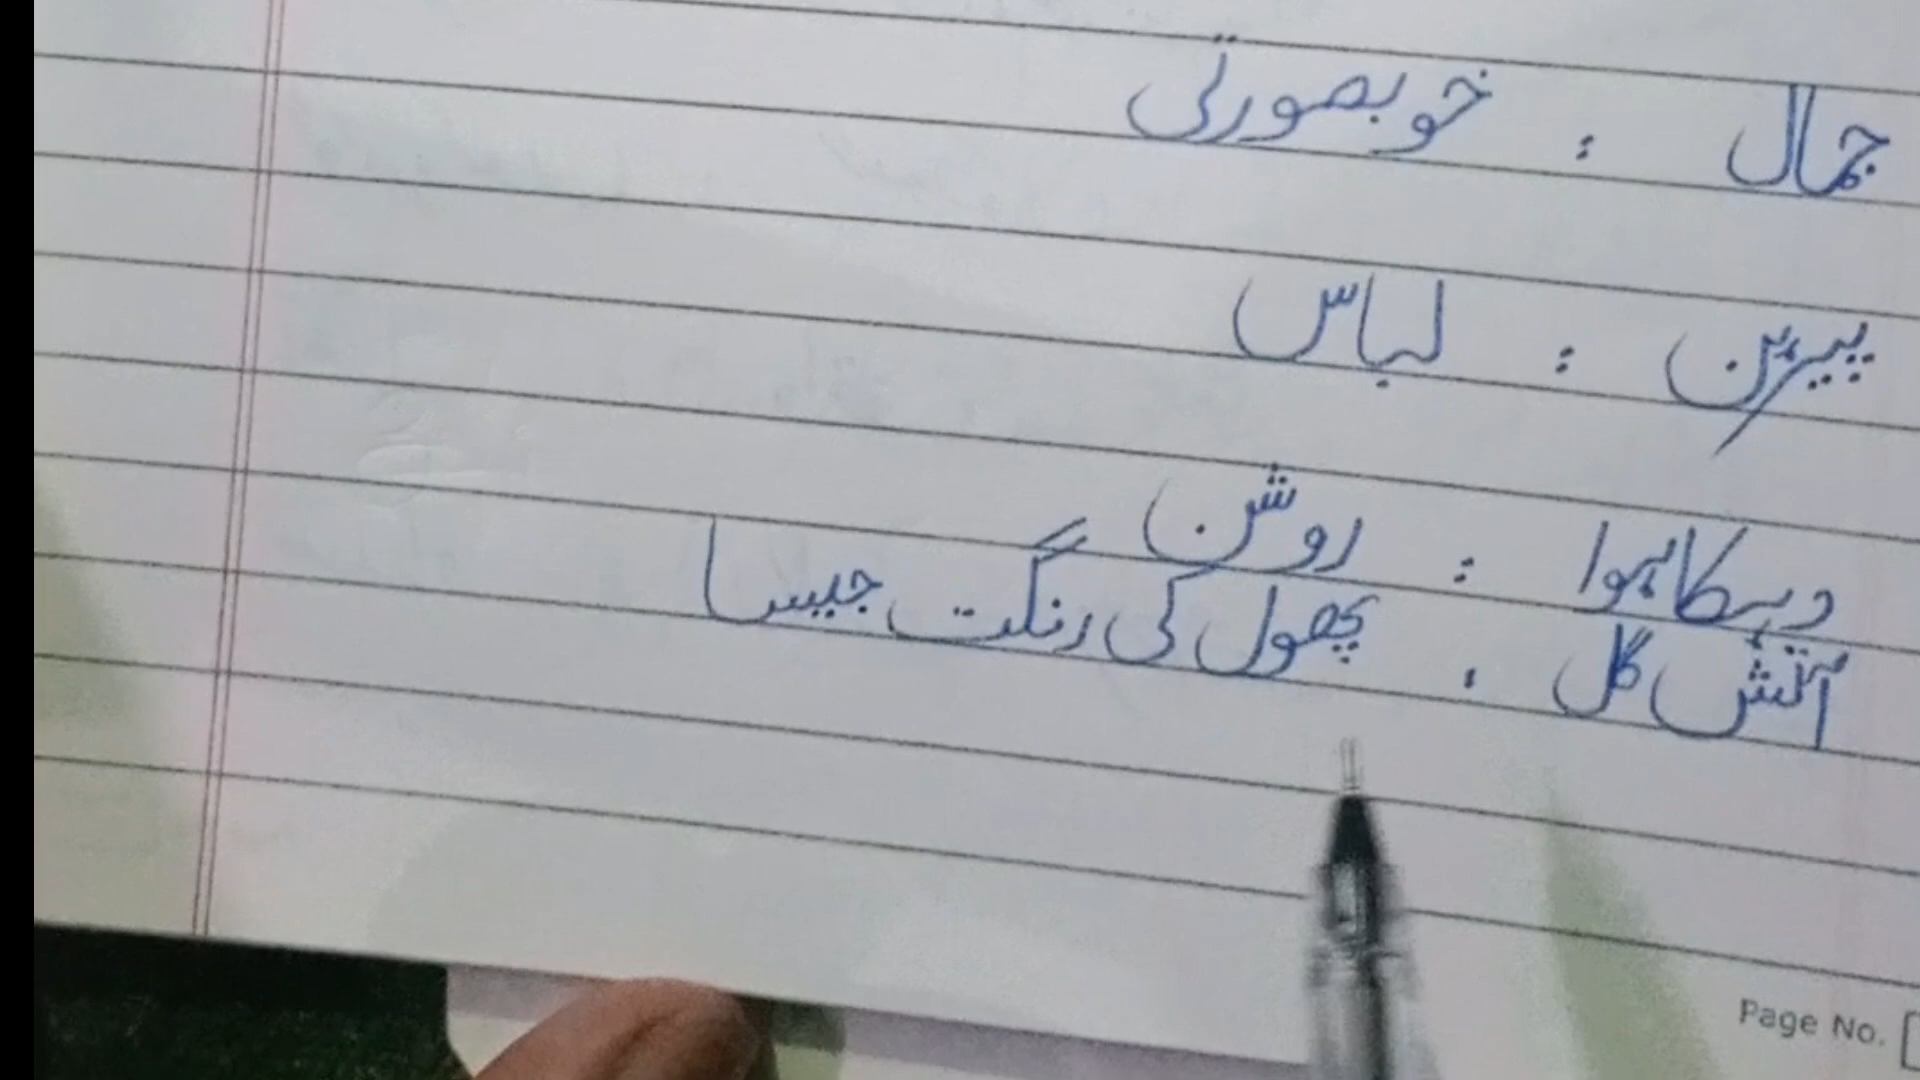 جمال : خوبصورتی
پیرہن : لباس
دہکا ہوا : روشن
آتش گل : پھول کی رنگت جیسا
Page No.